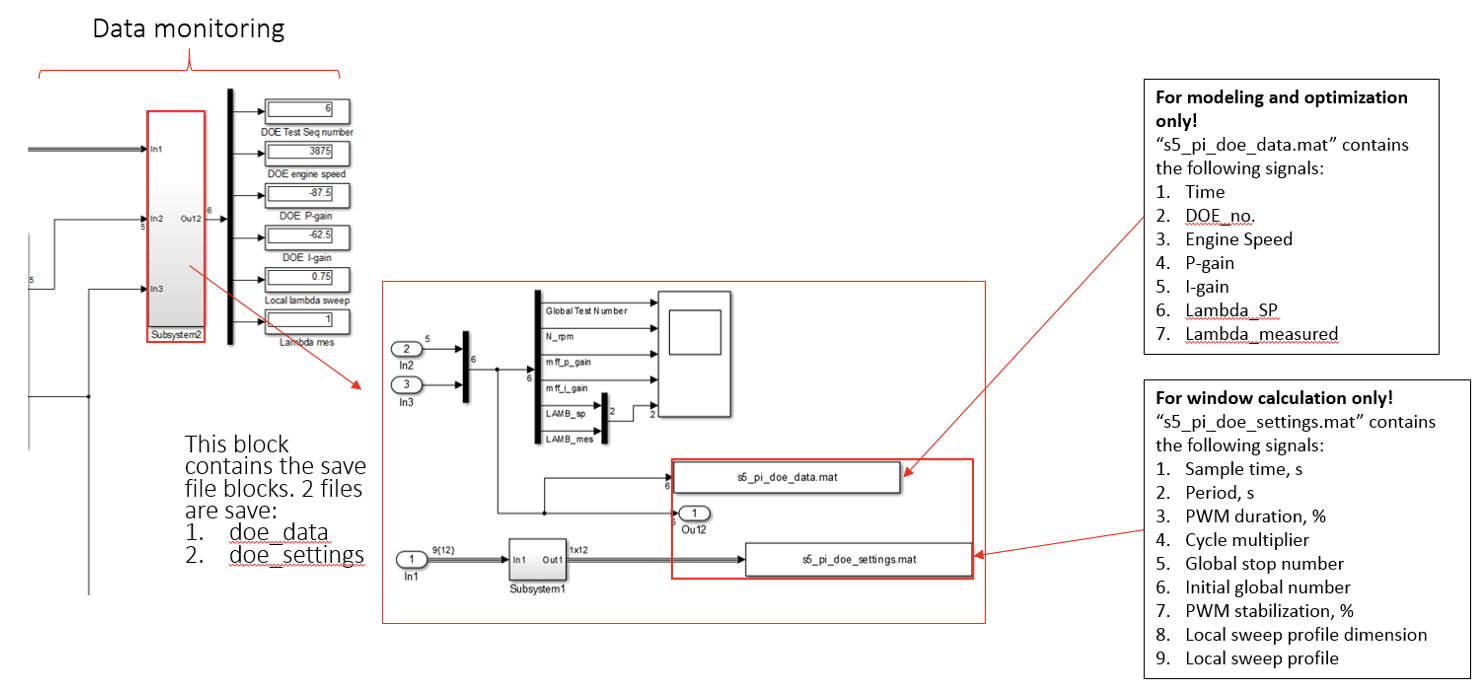 Data monitoring
6
DOE Test Seq number
3875
DOE engine speed
-87.5
DOE P-gain
-62.5
DOE I-gain
0.75
Local lambda sweep
1
Lambda mes
In1
In2
5
Ou12
6
In3
5
Subsystem2
This block
contains the save
file blocks. 2 files
are save:
1. doe_data
2. doe_settings
2
In2
5
3
In3
6
6
Global Test Number
N_rpm
mff_p_gain
mff_i_gain
LAMB_sp
LAMB_mes
2
2
6
s5_pi_doe_data.mat
6
1
Ou12
1
In1
9{12}
In1 Out1
Subsystem1
1x12
s5_pi_doe_settings.mat
For modeling and optimization
only!
“s5_pi_doe_data.mat” contains
the following signals:
1. Time
2. DOE_no.
3. Engine Speed
4. P-gain
5. I-gain
6. Lambda_SP
7. Lambda_measured
For window calculation only!
“s5_pi_doe_settings.mat” contains
the following signals:
1. Sample time, s
2. Period, s
3. PWM duration, %
4. Cycle multiplier
5. Global stop number
6. Initial global number
7. PWM stabilization, %
8. Local sweep profile dimension
9. Local sweep profile